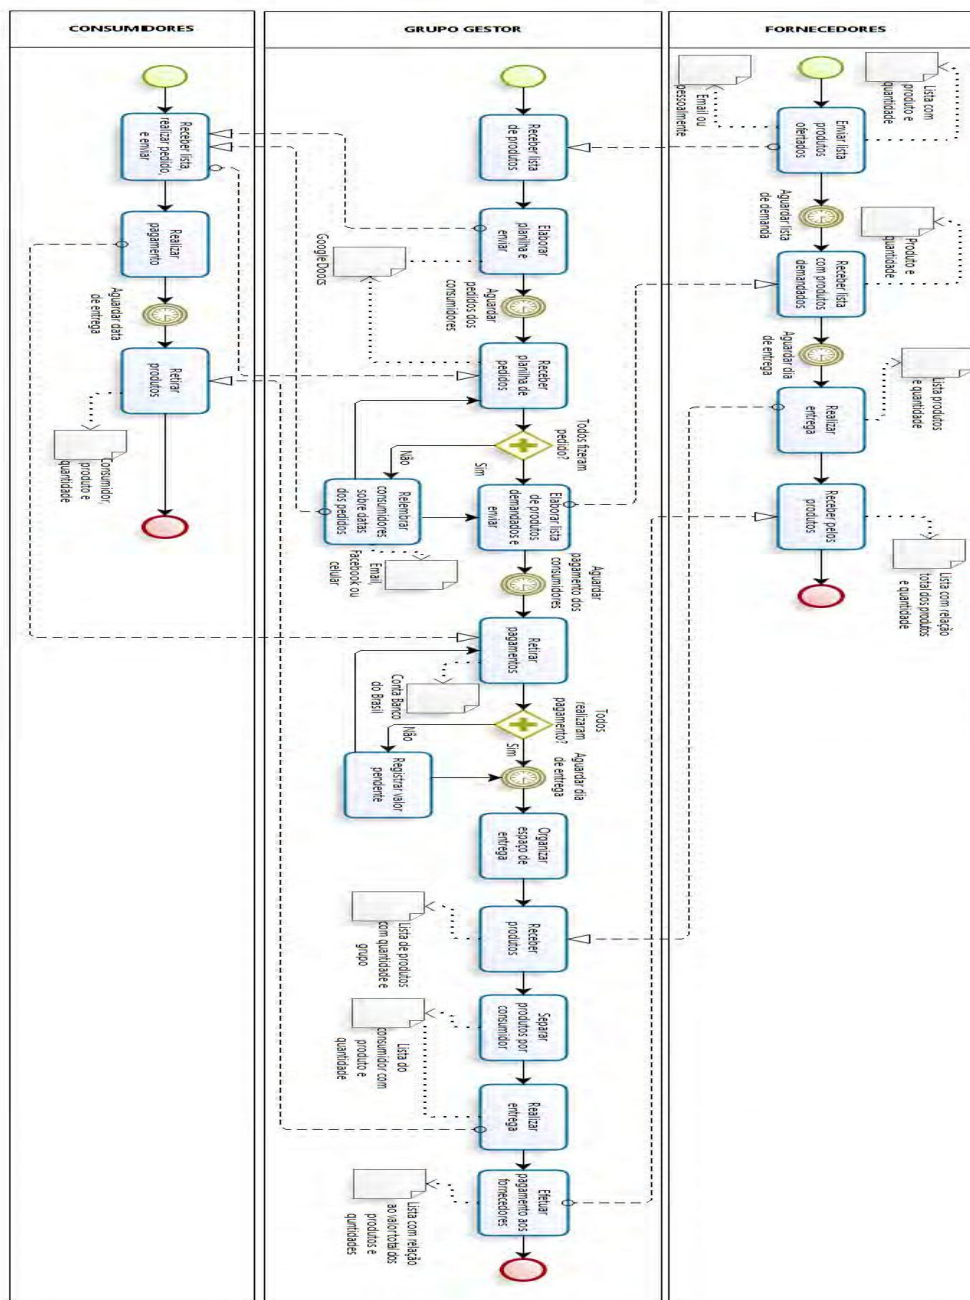 CONSUMIDORES
Receber lista,
realizar pedido,
e enviar
Realizar
pagamento
Aguardar data
de entrega
Retirar
produtos
Consumidor,
produto e
quantidade
GRUPO GESTOR
Receber lista
de produtos
Elaborar
planilha e
enviar
Google Doocs
Aguardar
pedidos dos
consumidores
Receber
planilha de
pedidos
Todos fizeram
pedido?
Não
Sim
Relembrar
consumidores
sobre datas
dos pedidos
Email,
Facebook ou
celular
Elaborar lista
de produtos
demandados e
enviar
Aguardar
pagamento dos
consumidores
Retirar
pagamentos
Conta Banco
do Brasil
Todos
realizaram
pagamento?
Não
Sim
Registrar valor
pendente
Aguardar dia
de entrega
Organizar
espaço de
entrega
Receber
produtos
Lista de produtos
com quantidade e
grupo
Separar
produtos por
consumidor
Lista do
consumidor com
produto e
quantidade
Realizar
entrega
Efetuar
pagamento aos
fornecedores
Lista com relação
ao valor total dos
produtos e
quntidades
FORNECEDORES
Enviar lista
produtos
ofertados
Email ou
pessoalmente
Lista com
produto e
quantidade
Aguardar lista
de demanda
Receber lista
com produtos
demandados
Produto e
quantidade
Aguardar dia
de entrega
Realizar
entrega
Lista produtos
e quantidade
Receber pelos
produtos
Lista com relação
total dos produtos
e quantidade